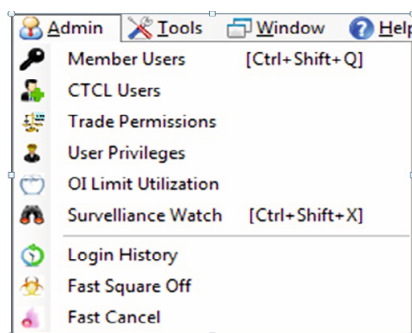 Admin Tools Window Help
Member Users [Ctrl+Shift+Q]
CTCL Users
Trade Permissions
User Privileges
OI Limit Utilization
Survelliance Watch [Ctrl+Shift+X]
Login History
Fast Square Off
Fast Cancel